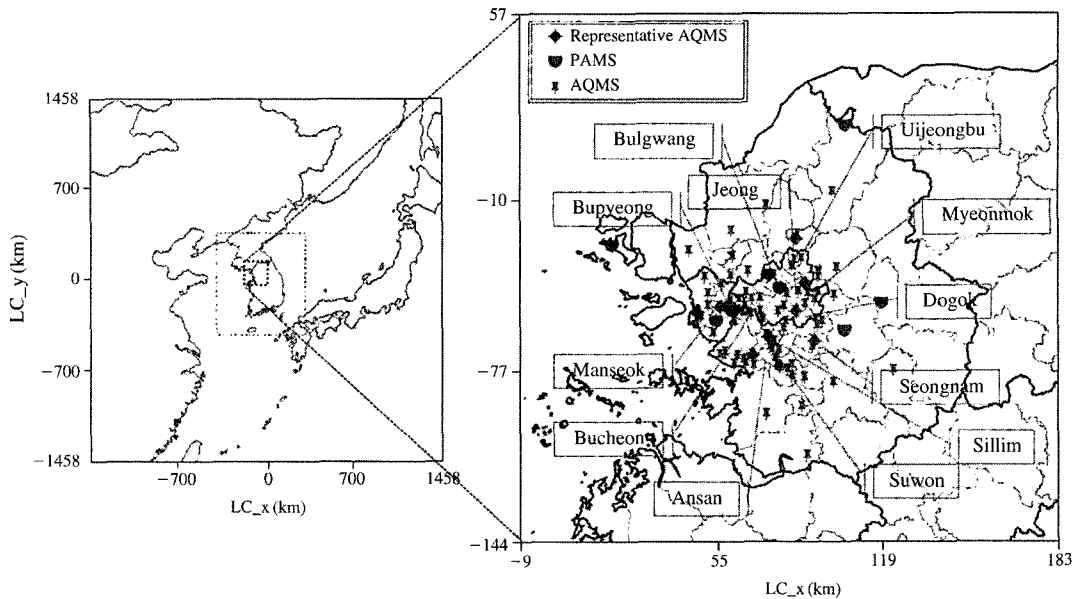 1458
700
0
−700
−1458
LC_y (km)
−700
0
700
1458
LC_x (km)
57
−10
−77
−144
Representative AQMS
PAMS
AQMS
Bulgwang
Uijeongbu
Jeong
Bupyeong
Myeonmok
Dogok
Manseok
Seongnam
Bucheon
Sillim
Suwon
Ansan
−9
55
119
183
LC_x (km)